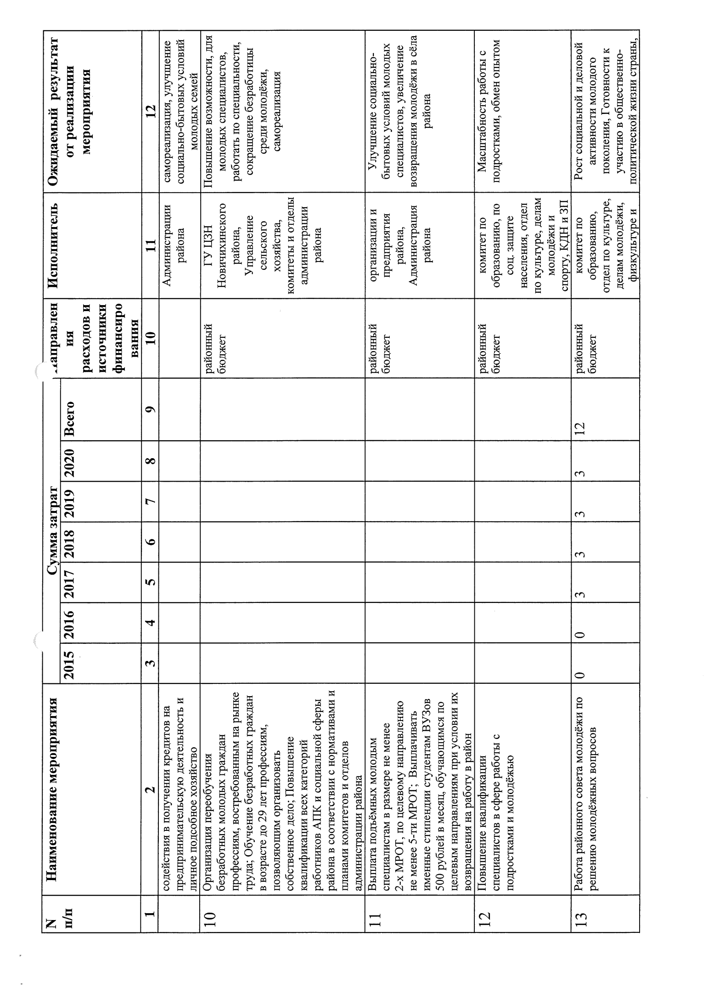 N
п/п
Наименование мероприятия
Сумма затрат
2015
2016
2017
2018
2019
2020
Всего
Направлен
ия
расходов и
источники
финансиро
вания
Исполнитель
Ожидаемый результат
от реализации
мероприятия
1
2
3
4
5
6
7
8
9
10
11
12
содействия в получении кредитов на
предпринимательскую деятельность и
личное подсобное хозяйство
Администрации
района
самореализация, улучшение
социально-бытовых условий
молодых семей
10
Организация переобучения
безработных молодых граждан
профессиям, востребованным на рынке
труда; Обучение безработных граждан
в возрасте до 29 лет профессиям,
позволяющим организовать
собственное дело; Повышение
квалификации всех категорий
работников АПК и социальной сферы
района в соответствии с нормативами и
планами комитетов и отделов
администрации района
районный
бюджет
ГУ ЦЗН
Новичихинского
района,
Управление
сельского
хозяйства,
комитеты и отделы
администрации
района
Повышение возможности, для
молодых специалистов,
работать по специальности,
сокращение безработицы
среди молодёжи,
самореализация
11
Выплата подъёмных молодым
специалистам в размере не менее
2-х МРОТ, по целевому направлению
не менее 5-ти МРОТ; Выплачивать
именные стипендии студентам ВУЗов
500 рублей в месяц, обучающимся по
целевым направлениям при условии их
возвращения на работу в район
районный
бюджет
организации и
предприятия
района,
Администрация
района
Улучшение социально-
бытовых условий молодых
специалистов, увеличение
возвращения молодёжи в сёла
района
12
Повышение квалификации
специалистов в сфере работы с
подростками и молодёжью
районный
бюджет
комитет по
образованию, по
соц. защите
населения, отдел
по культуре, делам
молодёжи и
спорту, КДН и ЗП
Масштабность работы с
подростками, обмен опытом
13
Работа районного совета молодёжи по
решению молодёжных вопросов
0
0
3
3
3
3
12
районный
бюджет
комитет по
образованию,
отдел по культуре,
делам молодёжи,
физкультуре и
Рост социальной и деловой
активности молодого
поколения, Готовности к
участию в общественно-
политической жизни страны,